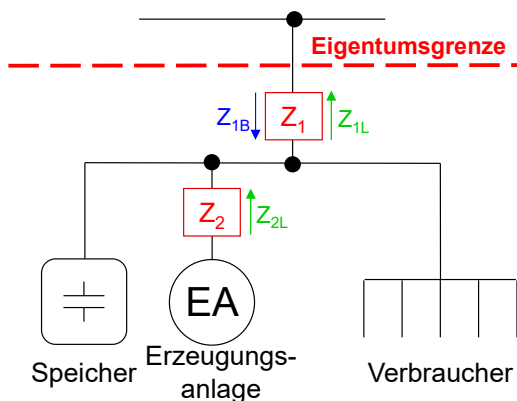 Eigentumsgrenze
Z1B
Z1
Z1L
Z2
Z2L
EA
Speicher
Erzeugungs-
anlage
Verbraucher